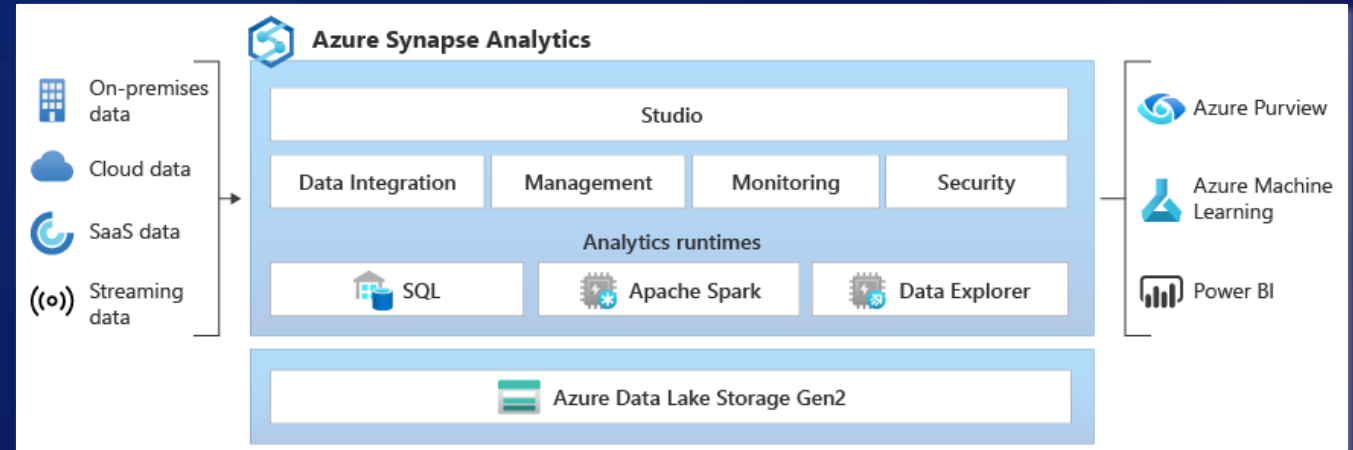 Azure Synapse Analytics
On-premises
data
Cloud data
SaaS data
Streaming
data
Studio
Data Integration
Management
Monitoring
Security
Analytics runtimes
SQL
Apache Spark
Data Explorer
Azure Data Lake Storage Gen2
Azure Purview
Azure Machine
Learning
Power BI